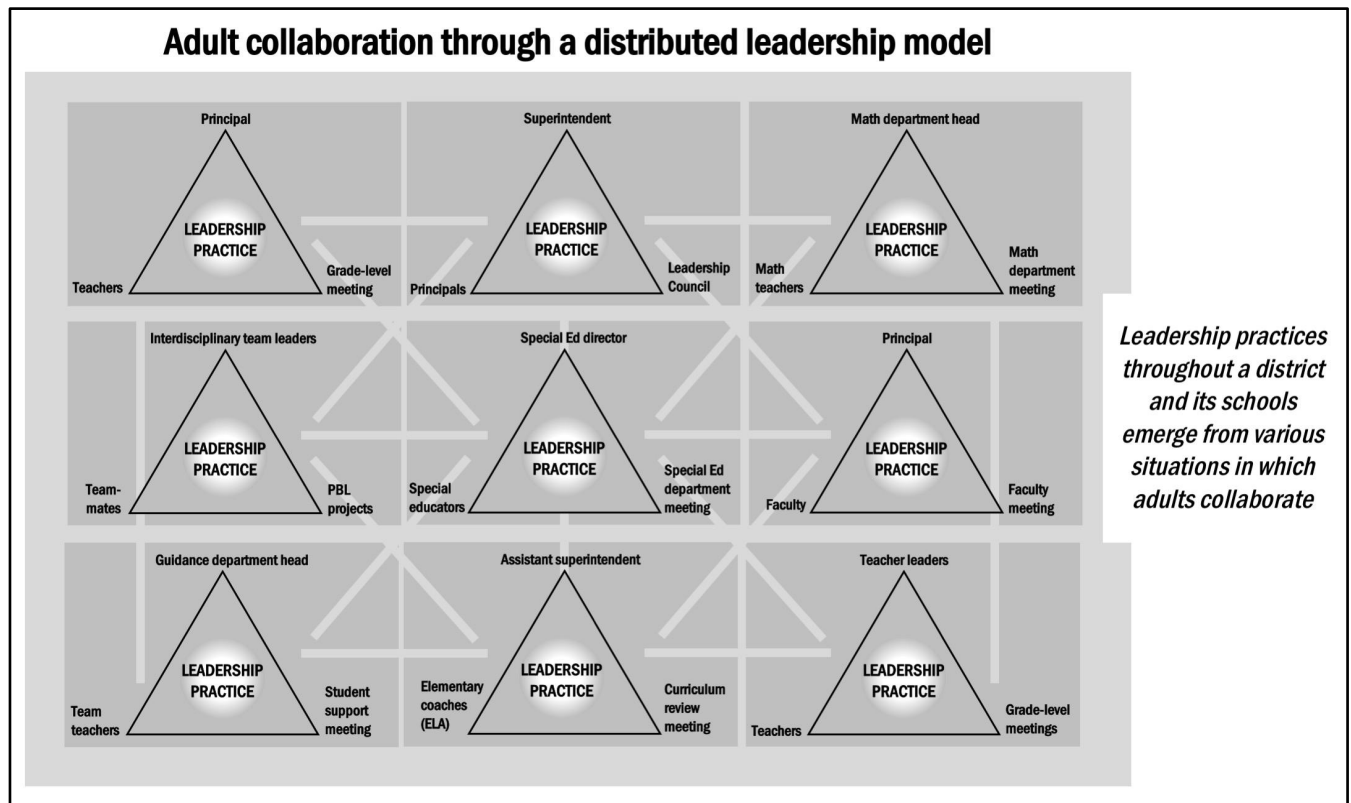 Adult collaboration through a distributed leadership model
Principal
LEADERSHIP
PRACTICE
Teachers
Grade-level
meeting
Superintendent
LEADERSHIP
PRACTICE
Principals
Leadership
Council
Math department head
LEADERSHIP
PRACTICE
Math
teachers
Math
department
meeting
Interdisciplinary team leaders
LEADERSHIP
PRACTICE
Team-
mates
PBL
projects
Special Ed director
LEADERSHIP
PRACTICE
Special
educators
Special Ed
department
meeting
Principal
LEADERSHIP
PRACTICE
Faculty
Faculty
meeting
Guidance department head
LEADERSHIP
PRACTICE
Team
teachers
Student
support
meeting
Assistant superintendent
LEADERSHIP
PRACTICE
Elementary
coaches
(ELA)
Curriculum
review
meeting
Teacher leaders
LEADERSHIP
PRACTICE
Teachers
Grade-level
meetings
Leadership practices
throughout a district
and its schools
emerge from various
situations in which
adults collaborate